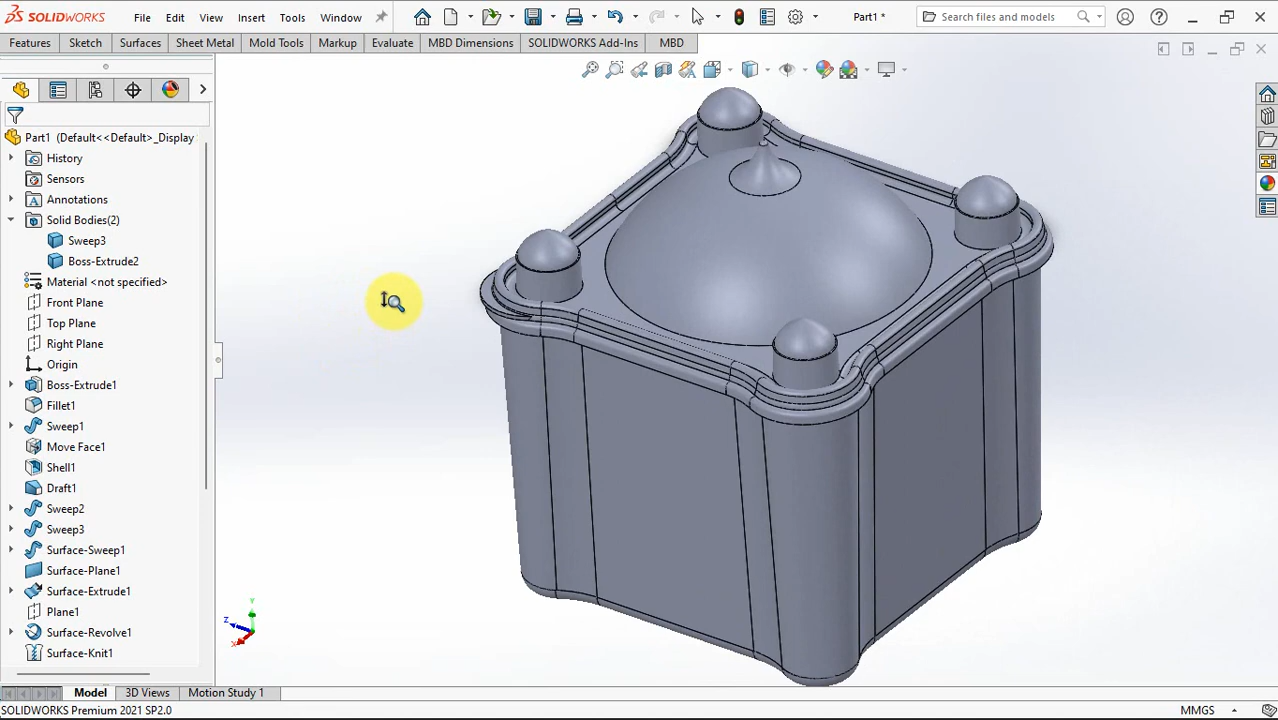 SOLIDWORKS File Edit View Insert Tools Window Part1 * Search files and models
Features Sketch Surfaces Sheet Metal Mold Tools Markup Evaluate MBD Dimensions SOLIDWORKS Add-Ins MBD
Part1 (Default<<Default>_Display
History
Sensors
Annotations
Solid Bodies(2)
Sweep3
Boss-Extrude2
Material <not specified>
Front Plane
Top Plane
Right Plane
Origin
Boss-Extrude1
Fillet1
Sweep1
Move Face1
Shell1
Draft1
Sweep2
Sweep3
Surface-Sweep1
Surface-Plane1
Surface-Extrude1
Plane1
Surface-Revolve1
Surface-Knit1
Y
Z
X
Model 3D Views Motion Study 1
SOLIDWORKS Premium 2021 SP2.0 MMGS